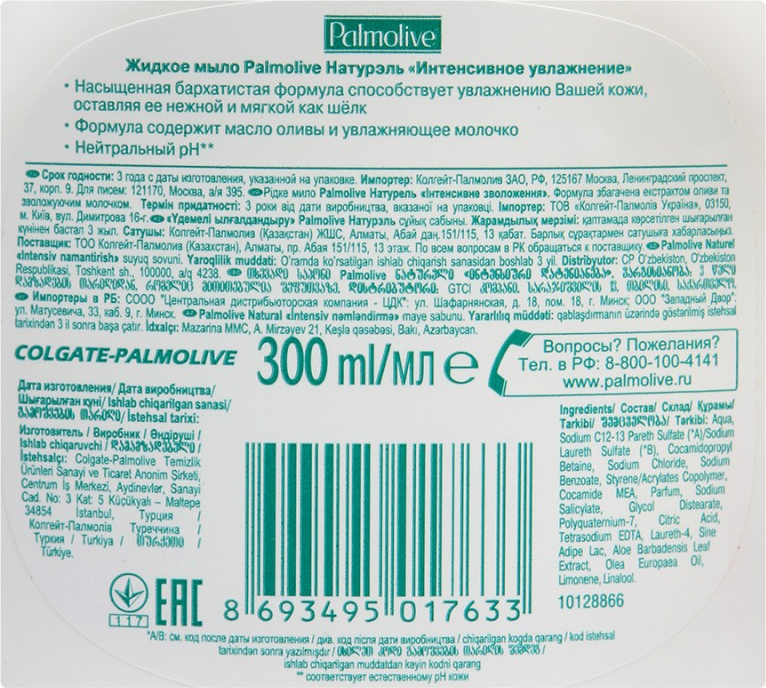 Palmolive
Жидкое мыло Palmolive Натурэль «Интенсивное увлажнение»
• Насыщенная бархатистая формула способствует увлажнению Вашей кожи,
оставляя ее нежной и мягкой как шёлк
• Формула содержит масло оливы и увлажняющее молочко
• Нейтральный pH**
Срок годности: 3 года с даты изготовления, указанной на упаковке. Импортер: Колгейт-Палмолив ЗАО, РФ, 125167 Москва, Ленинградский проспект,
37, корп. 9. Для писем: 121170, Москва, а/я 395. Рідке мило Palmolive Натурель «Інтенсивне зволоження». Формула збагачена екстрактом оливи та
зволожуючим молочком. Термін придатності: 3 роки від дати виробництва, вказаної на упаковці. Імпортер: ТОВ «Колгейт-Палмолів Україна», 03150,
м. Київ, вул. Димитрова 16-г. «Үдемелі ылғалдандыру» Palmolive Натурэль сұйық сабыны. Жарамдылық мерзімі: қаптамада көрсетілген шығарылған
күнінен бастап 3 жыл. Сатушы: Колгейт-Палмолив (Қазақстан) ЖШС, Алматы, Абай даң.151/115, 13 қабат. Барлық сұрақтармен сатушыға хабарласыңыз.
Поставщик: ТОО Колгейт-Палмолив (Казахстан), Алматы, пр. Абая 151/115, 13 этаж. По всем вопросам в РК обращаться к поставщику. Palmolive Naturel
«Intensiv namantirish» suyuq sovuni. Yaroqlilik muddati: O'ramda ko'rsatilgan ishlab chiqarish sanasidan boshlab 3 yil. Distributor: CP O'zbekiston, O'zbekiston
Respublikasi, Toshkent sh., 100000, a/q 4238. Palmolive
GTCI
Импортеры в РБ: СООО "Центральная дистрибьюторская компания - ЦДК": ул. Шафарнянская, д. 18, пом. 18, г. Минск; ООО "Западный Двор":
ул. Матусевича, 33, каб. 9, г. Минск. Palmolive Natural «Intensiv nəmləndirmə» maye sabunu. Yararlılıq müddəti: qablaşdırmanın üzərində göstərilmiş istehsal
tarixindən 3 il sonra başa çatır. İdxalçı: Mazarina MMC, A. Mirzəyev 21, Keşlə qəsəbəsi, Bakı, Azərbaycan.
COLGATE-PALMOLIVE
300 ml/мл e
Вопросы? Пожелания?
Тел. в РФ: 8-800-100-4141
www.palmolive.ru
Дата изготовления/ Дата виробництва/
Шығарылған күні/ Ishlab chiqarilgan sanasi/
გამოშვების თარიღი/ İstehsal tarixi:
Изготовитель / Виробник / Өндіруші /
Ishlab chiqaruvchi / დამამზადებელი/
İstehsalçı: Colgate-Palmolive Temizlik
Ürünleri Sanayi ve Ticaret Anonim Şirketi,
Centrum İş Merkezi, Aydinevler, Sanayi
Cad. No: 3 Kat: 5 Küçükyalı – Maltepe
34854 İstanbul, Турция /
Колгейт-Палмолів Туреччина /
Туркия / Turkiya / თურქეთი /
Türkiye.
Ingredients/ Состав/ Склад/ Құрамы/
Tarkibi/ შემცველობა/ Tərkibi: Aqua,
Sodium C12-13 Pareth Sulfate (*A)/Sodium
Laureth Sulfate (*B), Cocamidopropyl
Betaine, Sodium Chloride, Sodium
Benzoate, Styrene/Acrylates Copolymer,
Cocamide MEA, Parfum, Sodium
Salicylate, Glycol Distearate,
Polyquaternium-7, Citric Acid,
Tetrasodium EDTA, Laureth-4, Sine
Adipe Lac, Aloe Barbadensis Leaf
Extract, Olea Europaea Oil,
Limonene, Linalool.
117
EAC
8 693495 017633
10128866
*A/B: см. код после даты изготовления / див. код після дати виробництва / chiqarilgan kogda qarang / kod istehsal
tarixindən sonra yazılmışdır /
ishlab chiqarilgan muddatdan keyin kodni qarang
** соответствует естественному pH кожи